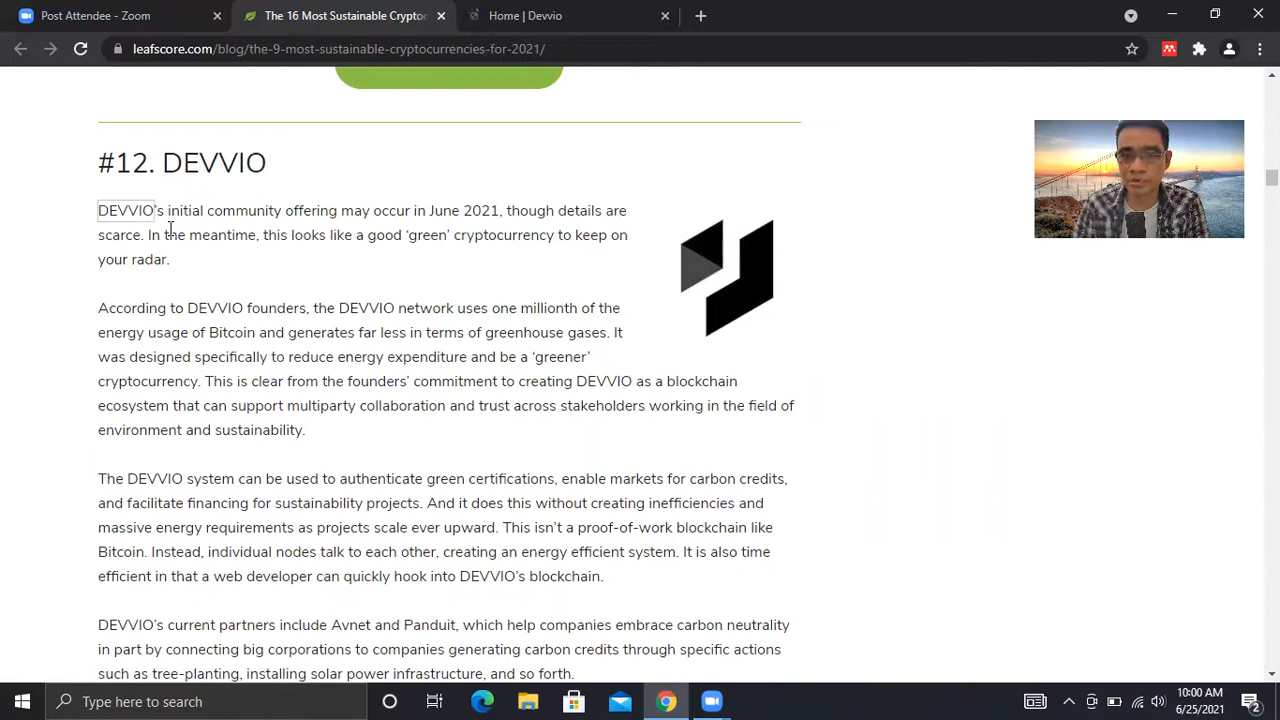 Post Attendee - Zoom
The 16 Most Sustainable Crypto
Home | Devvio
leafscore.com/blog/the-9-most-sustainable-cryptocurrencies-for-2021/
#12. DEVVIO
DEVVIO's initial community offering may occur in June 2021, though details are
scarce. In the meantime, this looks like a good ‘green’ cryptocurrency to keep on
your radar.
According to DEVVIO founders, the DEVVIO network uses one millionth of the
energy usage of Bitcoin and generates far less in terms of greenhouse gases. It
was designed specifically to reduce energy expenditure and be a ‘greener’
cryptocurrency. This is clear from the founders’ commitment to creating DEVVIO as a blockchain
ecosystem that can support multiparty collaboration and trust across stakeholders working in the field of
environment and sustainability.
The DEVVIO system can be used to authenticate green certifications, enable markets for carbon credits,
and facilitate financing for sustainability projects. And it does this without creating inefficiencies and
massive energy requirements as projects scale ever upward. This isn’t a proof-of-work blockchain like
Bitcoin. Instead, individual nodes talk to each other, creating an energy efficient system. It is also time
efficient in that a web developer can quickly hook into DEVVIO’s blockchain.
DEVVIO’s current partners include Avnet and Panduit, which help companies embrace carbon neutrality
in part by connecting big corporations to companies generating carbon credits through specific actions
such as tree-planting, installing solar power infrastructure, and so forth.
Type here to search
10:00 AM
6/25/2021
2